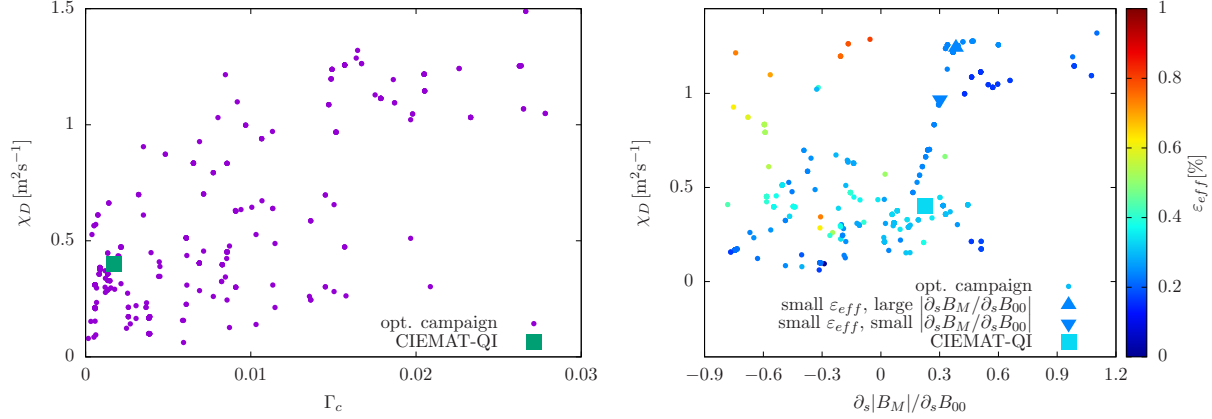 1.5
1
0.5
0
0
0.01
0.02
0.03
χ_D [m²s⁻¹]
Γ_c
opt. campaign
CIEMAT-QI
1
0.5
0
−0.9
−0.6
−0.3
0
0.3
0.6
0.9
1.2
χ_D [m²s⁻¹]
∂_s|B_M|/∂_sB_00
opt. campaign
small ε_eff, large |∂_sB_M/∂_sB_00|
small ε_eff, small |∂_sB_M/∂_sB_00|
CIEMAT-QI
1
0.8
0.6
0.4
0.2
0
ε_eff[%]